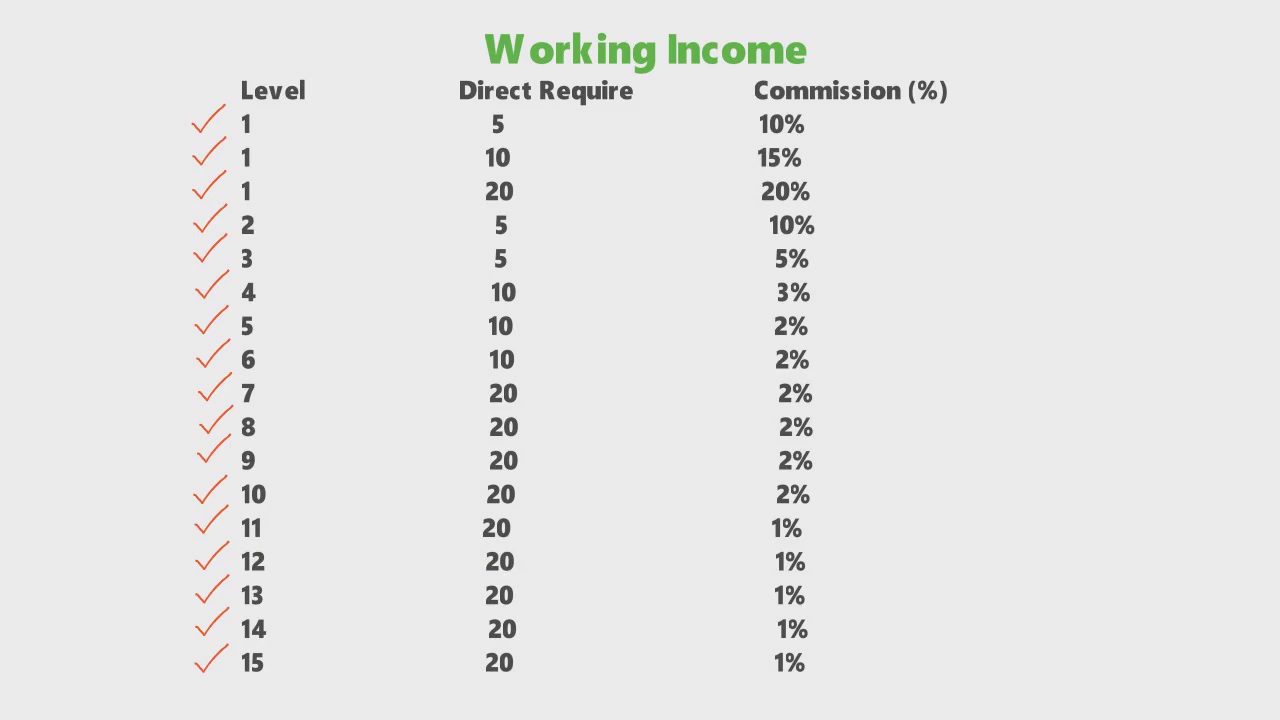 Working Income
Level Direct Require Commission (%)
1 5 10%
1 10 15%
1 20 20%
2 5 10%
3 5 5%
4 10 3%
5 10 2%
6 10 2%
7 20 2%
8 20 2%
9 20 2%
10 20 2%
11 20 1%
12 20 1%
13 20 1%
14 20 1%
15 20 1%